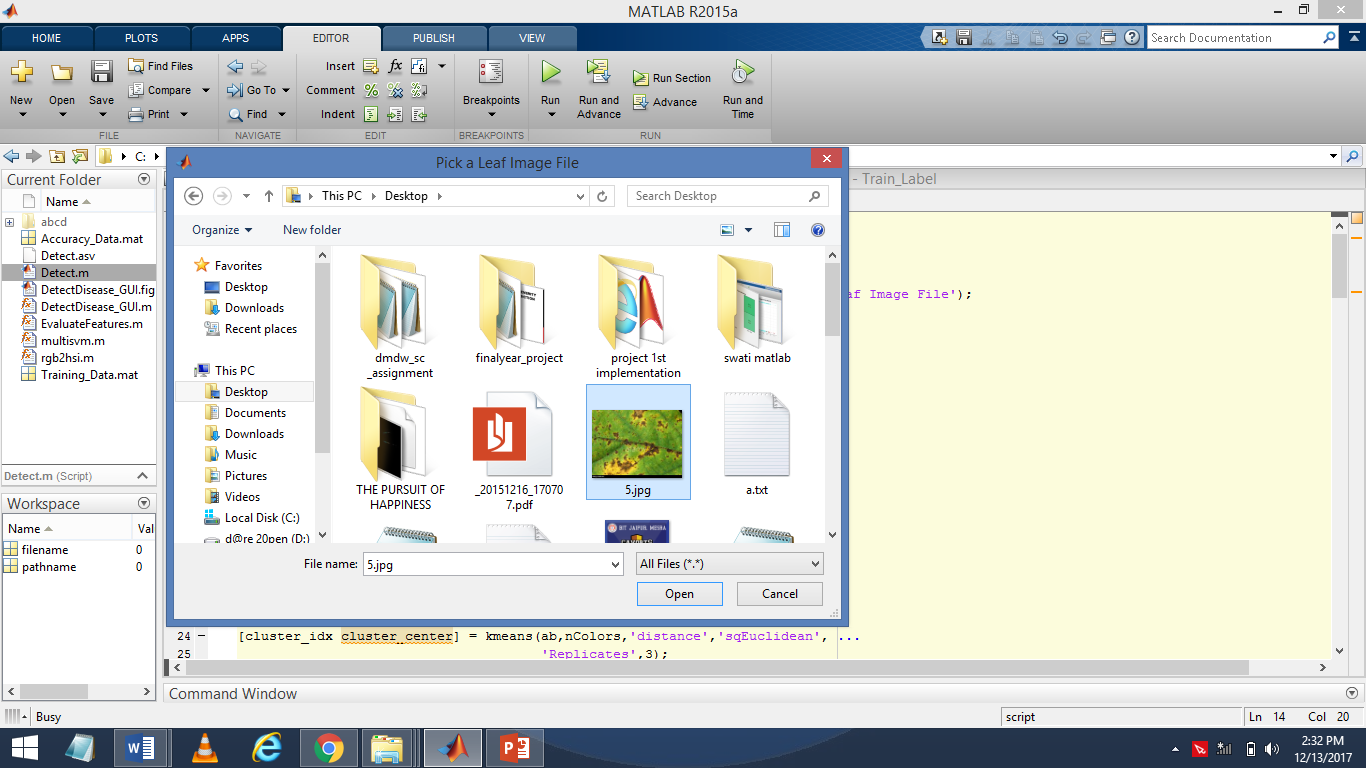 MATLAB R2015a
HOME PLOTS APPS EDITOR PUBLISH VIEW
Search Documentation
New Open Save Find Files Compare Print
Go To Find
Insert fx
Comment
Indent
Breakpoints
Run Run and Advance Run Section Advance Run and Time
FILE NAVIGATE EDIT BREAKPOINTS RUN
C:
Current Folder
Name
abcd
Accuracy_Data.mat
Detect.asv
Detect.m
DetectDisease_GUI.fig
DetectDisease_GUI.m
EvaluateFeatures.m
multisvm.m
rgb2hsi.m
Training_Data.mat
Detect.m (Script)
Workspace
Name Val
filename 0
pathname 0
- Train_Label
af Image File');
Pick a Leaf Image File
This PC Desktop
Search Desktop
Organize New folder
Favorites
Desktop
Downloads
Recent places
This PC
Desktop
Documents
Downloads
Music
Pictures
Videos
Local Disk (C:)
d@re 20pen (D:)
dmdw_sc
_assignment
finalyear_project
project 1st
implementation
swati matlab
THE PURSUIT OF
HAPPINESS
_20151216_17070
7.pdf
5.jpg
a.txt
File name: 5.jpg
All Files (*.*)
Open Cancel
24 [cluster_idx cluster_center] = kmeans(ab,nColors,'distance','sqEuclidean', ...
25 'Replicates',3);
Command Window
Busy
script
Ln 14 Col 20
2:32 PM
12/13/2017